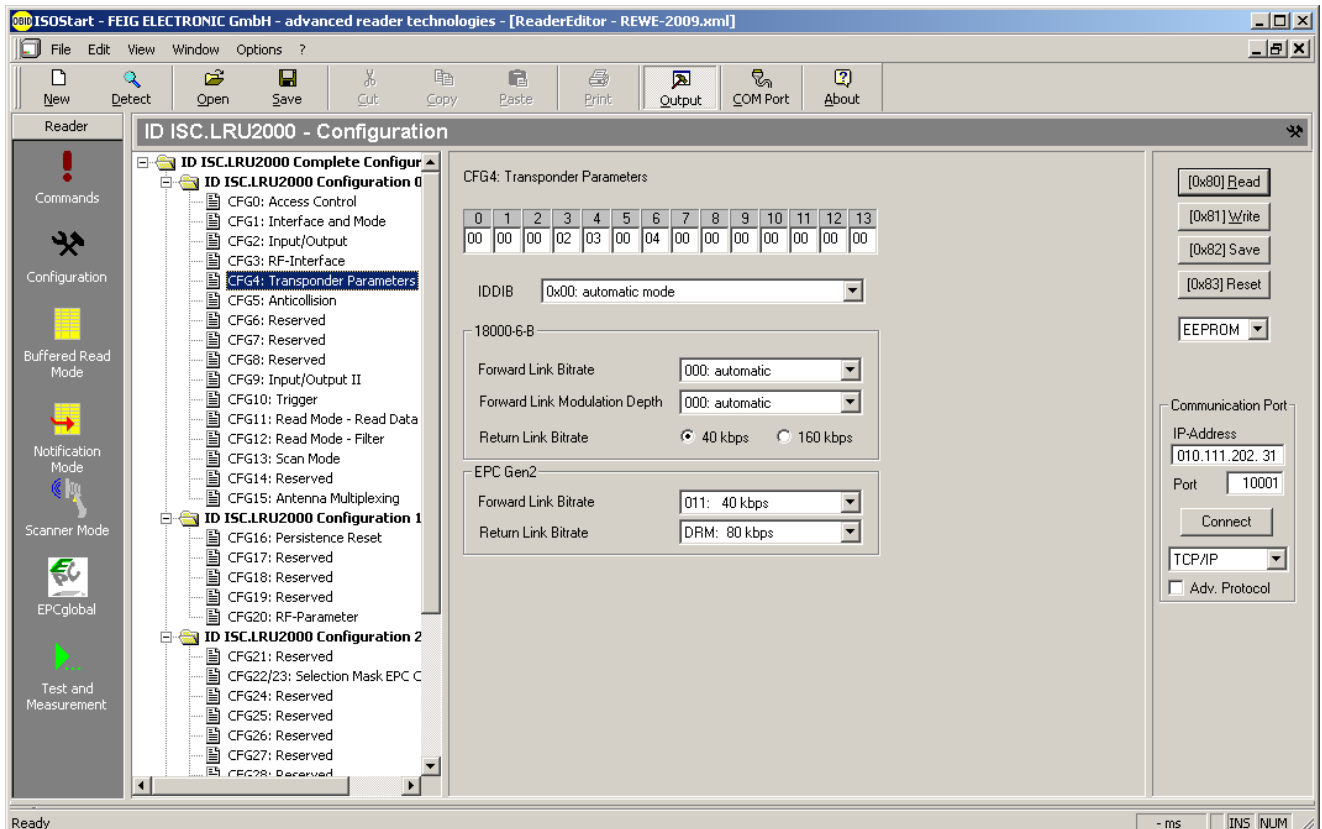 OBID ISOStart - FEIG ELECTRONIC GmbH - advanced reader technologies - [ReaderEditor - REWE-2009.xml]
File Edit View Window Options ?
New Detect Open Save Cut Copy Paste Print Output COM Port About
Reader
Commands
Configuration
Buffered Read
Mode
Notification
Mode
Scanner Mode
EPCglobal
Test and
Measurement
ID ISC.LRU2000 - Configuration
ID ISC.LRU2000 Complete Configur
ID ISC.LRU2000 Configuration 0
CFG0: Access Control
CFG1: Interface and Mode
CFG2: Input/Output
CFG3: RF-Interface
CFG4: Transponder Parameters
CFG5: Anticollision
CFG6: Reserved
CFG7: Reserved
CFG8: Reserved
CFG9: Input/Output II
CFG10: Trigger
CFG11: Read Mode - Read Data
CFG12: Read Mode - Filter
CFG13: Scan Mode
CFG14: Reserved
CFG15: Antenna Multiplexing
ID ISC.LRU2000 Configuration 1
CFG16: Persistence Reset
CFG17: Reserved
CFG18: Reserved
CFG19: Reserved
CFG20: RF-Parameter
ID ISC.LRU2000 Configuration 2
CFG21: Reserved
CFG22/23: Selection Mask EPC C
CFG24: Reserved
CFG25: Reserved
CFG26: Reserved
CFG27: Reserved
CFG28: Reserved
CFG4: Transponder Parameters
0 1 2 3 4 5 6 7 8 9 10 11 12 13
00 00 00 02 03 00 04 00 00 00 00 00 00 00
IDDIB 0x00: automatic mode
18000-6-B
Forward Link Bitrate 000: automatic
Forward Link Modulation Depth 000: automatic
Return Link Bitrate 40 kbps 160 kbps
EPC Gen2
Forward Link Bitrate 011: 40 kbps
Return Link Bitrate DRM: 80 kbps
[0x80] Read
[0x81] Write
[0x82] Save
[0x83] Reset
EEPROM
Communication Port
IP-Address
010.111.202. 31
Port 10001
Connect
TCP/IP
Adv. Protocol
Ready - ms INS NUM